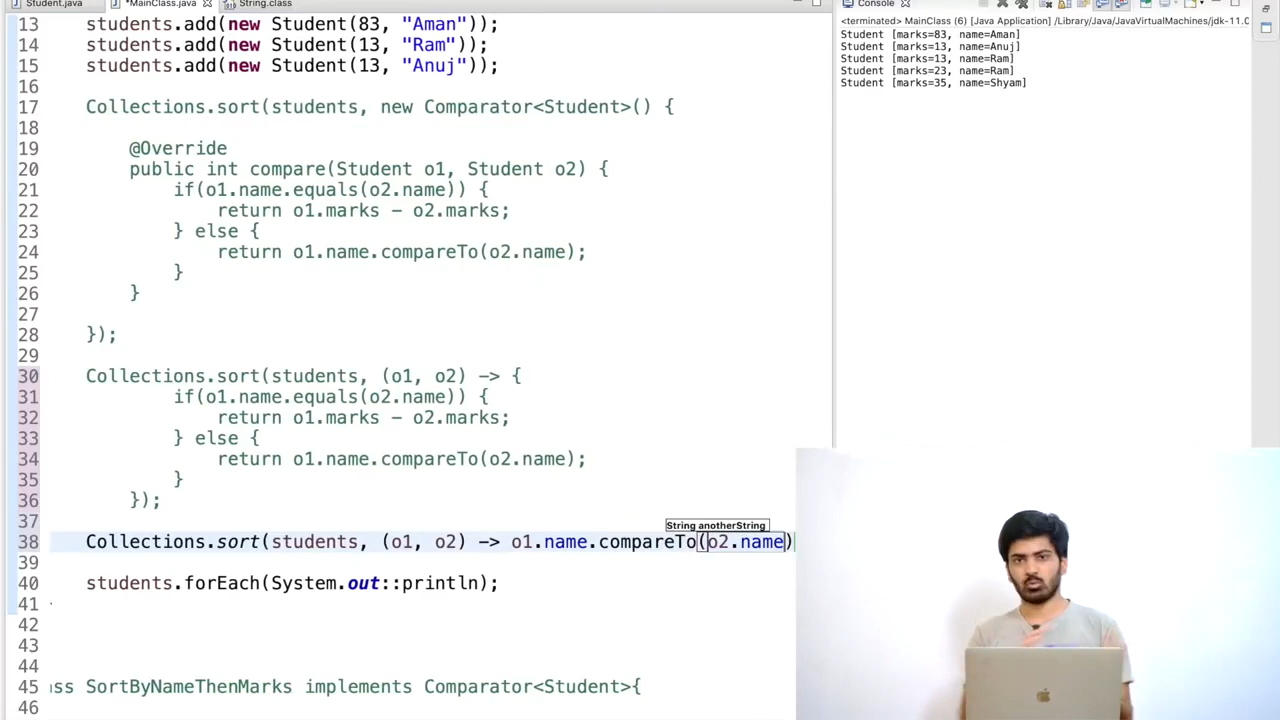 Student.java
*MainClass.java
String.class
13 students.add(new Student(83, "Aman"));
14 students.add(new Student(13, "Ram"));
15 students.add(new Student(13, "Anuj"));
16
17 Collections.sort(students, new Comparator<Student>() {
18
19 @Override
20 public int compare(Student o1, Student o2) {
21 if(o1.name.equals(o2.name)) {
22 return o1.marks - o2.marks;
23 } else {
24 return o1.name.compareTo(o2.name);
25 }
26 }
27
28 });
29
30 Collections.sort(students, (o1, o2) -> {
31 if(o1.name.equals(o2.name)) {
32 return o1.marks - o2.marks;
33 } else {
34 return o1.name.compareTo(o2.name);
35 }
36 });
37
String anotherString
38 Collections.sort(students, (o1, o2) -> o1.name.compareTo(o2.name)
39
40 students.forEach(System.out::println);
41
42
43
44
45 ss SortByNameThenMarks implements Comparator<Student>{
46
Console
<terminated> MainClass (6) [Java Application] /Library/Java/JavaVirtualMachines/jdk-11.0
Student [marks=83, name=Aman]
Student [marks=13, name=Anuj]
Student [marks=13, name=Ram]
Student [marks=23, name=Ram]
Student [marks=35, name=Shyam]